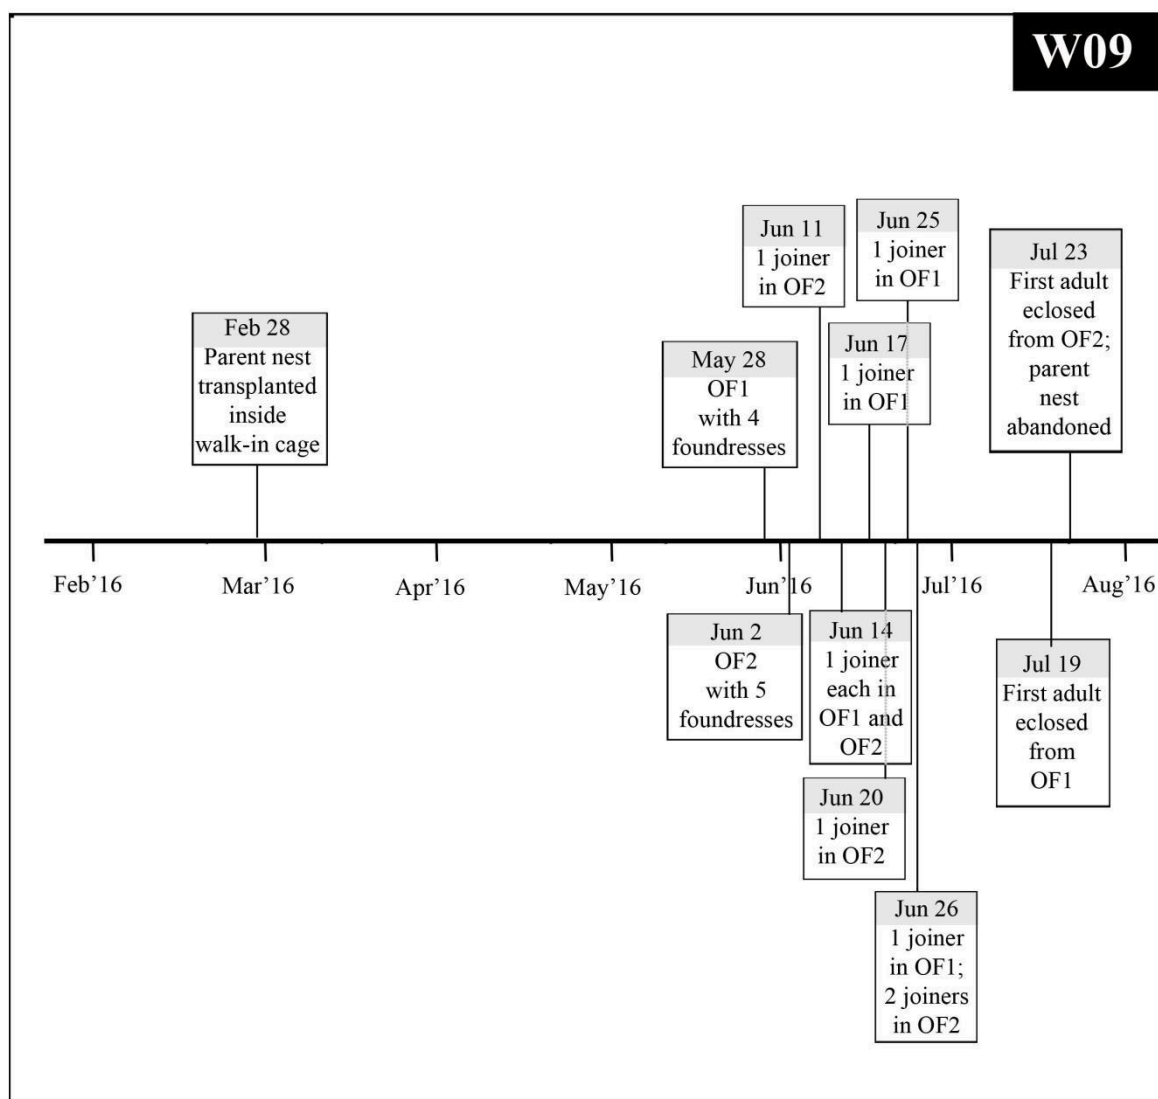 W09
Feb 28
Parent nest
transplanted
inside
walk-in cage
May 28
OF1
with 4
foundresses
Jun 11
1 joiner
in OF2
Jun 17
1 joiner
in OF1
Jun 25
1 joiner
in OF1
Jul 23
First adult
eclosed
from OF2;
parent
nest
abandoned
Feb’16
Mar’16
Apr’16
May’16
Jun’16
Jul’16
Aug’16
Jun 2
OF2
with 5
foundresses
Jun 14
1 joiner
each in
OF1 and
OF2
Jun 20
1 joiner
in OF2
Jun 26
1 joiner
in OF1;
2 joiners
in OF2
Jul 19
First adult
eclosed
from
OF1